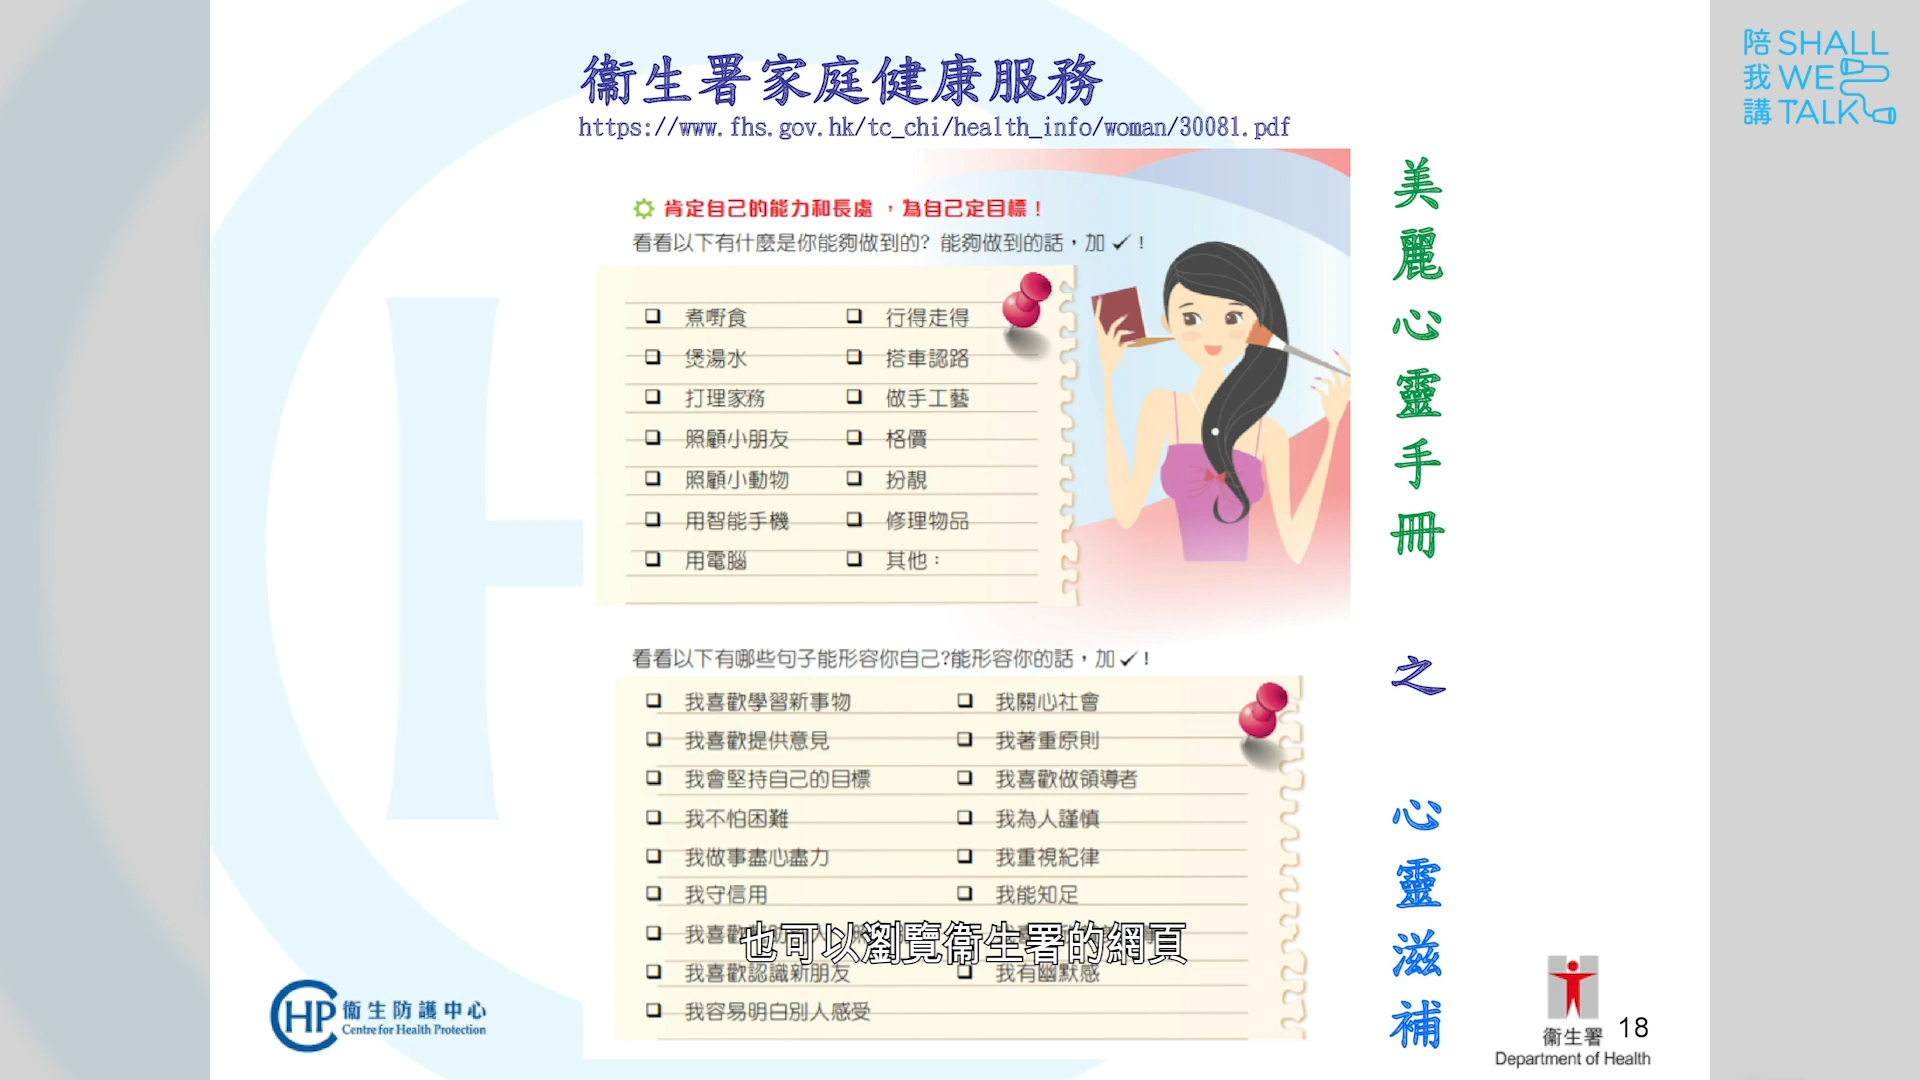 衞生署家庭健康服務
https://www.fhs.gov.hk/tc_chi/health_info/woman/30081.pdf
陪 SHALL
我 WE
講 TALK
肯定自己的能力和長處，為自己定目標！
看看以下有什麼是你能夠做到的? 能夠做到的話，加✓！
❑ 煮嘢食 ❑ 行得走得
❑ 煲湯水 ❑ 搭車認路
❑ 打理家務 ❑ 做手工藝
❑ 照顧小朋友 ❑ 格價
❑ 照顧小動物 ❑ 扮靚
❑ 用智能手機 ❑ 修理物品
❑ 用電腦 ❑ 其他：
看看以下有哪些句子能形容你自己?能形容你的話，加✓！
❑ 我喜歡學習新事物 ❑ 我關心社會
❑ 我喜歡提供意見 ❑ 我著重原則
❑ 我會堅持自己的目標 ❑ 我喜歡做領導者
❑ 我不怕困難 ❑ 我為人謹慎
❑ 我做事盡心盡力 ❑ 我重視紀律
❑ 我守信用 ❑ 我能知足
❑ 我喜歡
也可以瀏覽衞生署的網頁
❑ 我喜歡認識新朋友 ❑ 我有幽默感
❑ 我容易明白別人感受
美麗心靈手冊 之 心靈滋補
CHP 衞生防護中心
Centre for Health Protection
衞生署
Department of Health
18